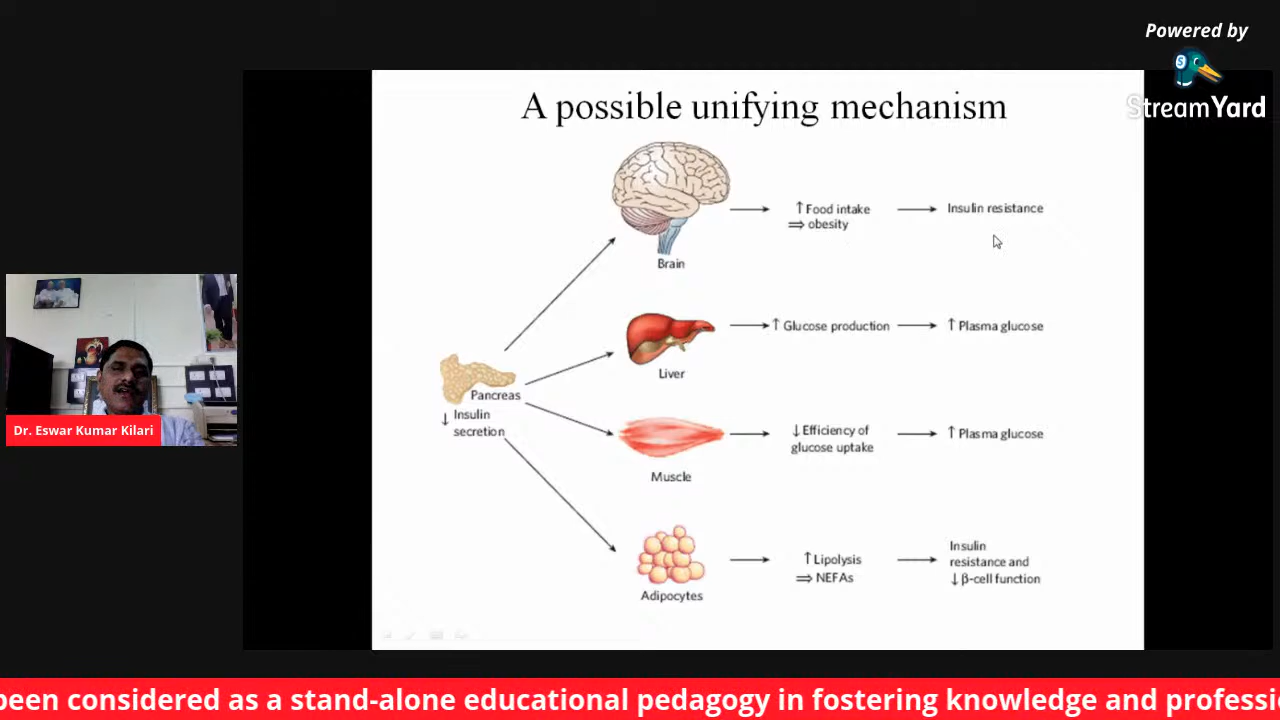 Powered by
StreamYard
A possible unifying mechanism
↑ Food intake
⇒ obesity
Insulin resistance
Brain
↑ Glucose production
↑ Plasma glucose
Liver
Pancreas
↓ Insulin
secretion
↓ Efficiency of
glucose uptake
↑ Plasma glucose
Muscle
↑ Lipolysis
⇒ NEFAs
Insulin
resistance and
↓ β-cell function
Adipocytes
Dr. Eswar Kumar Kilari
been considered as a stand-alone educational pedagogy in fostering knowledge and professi